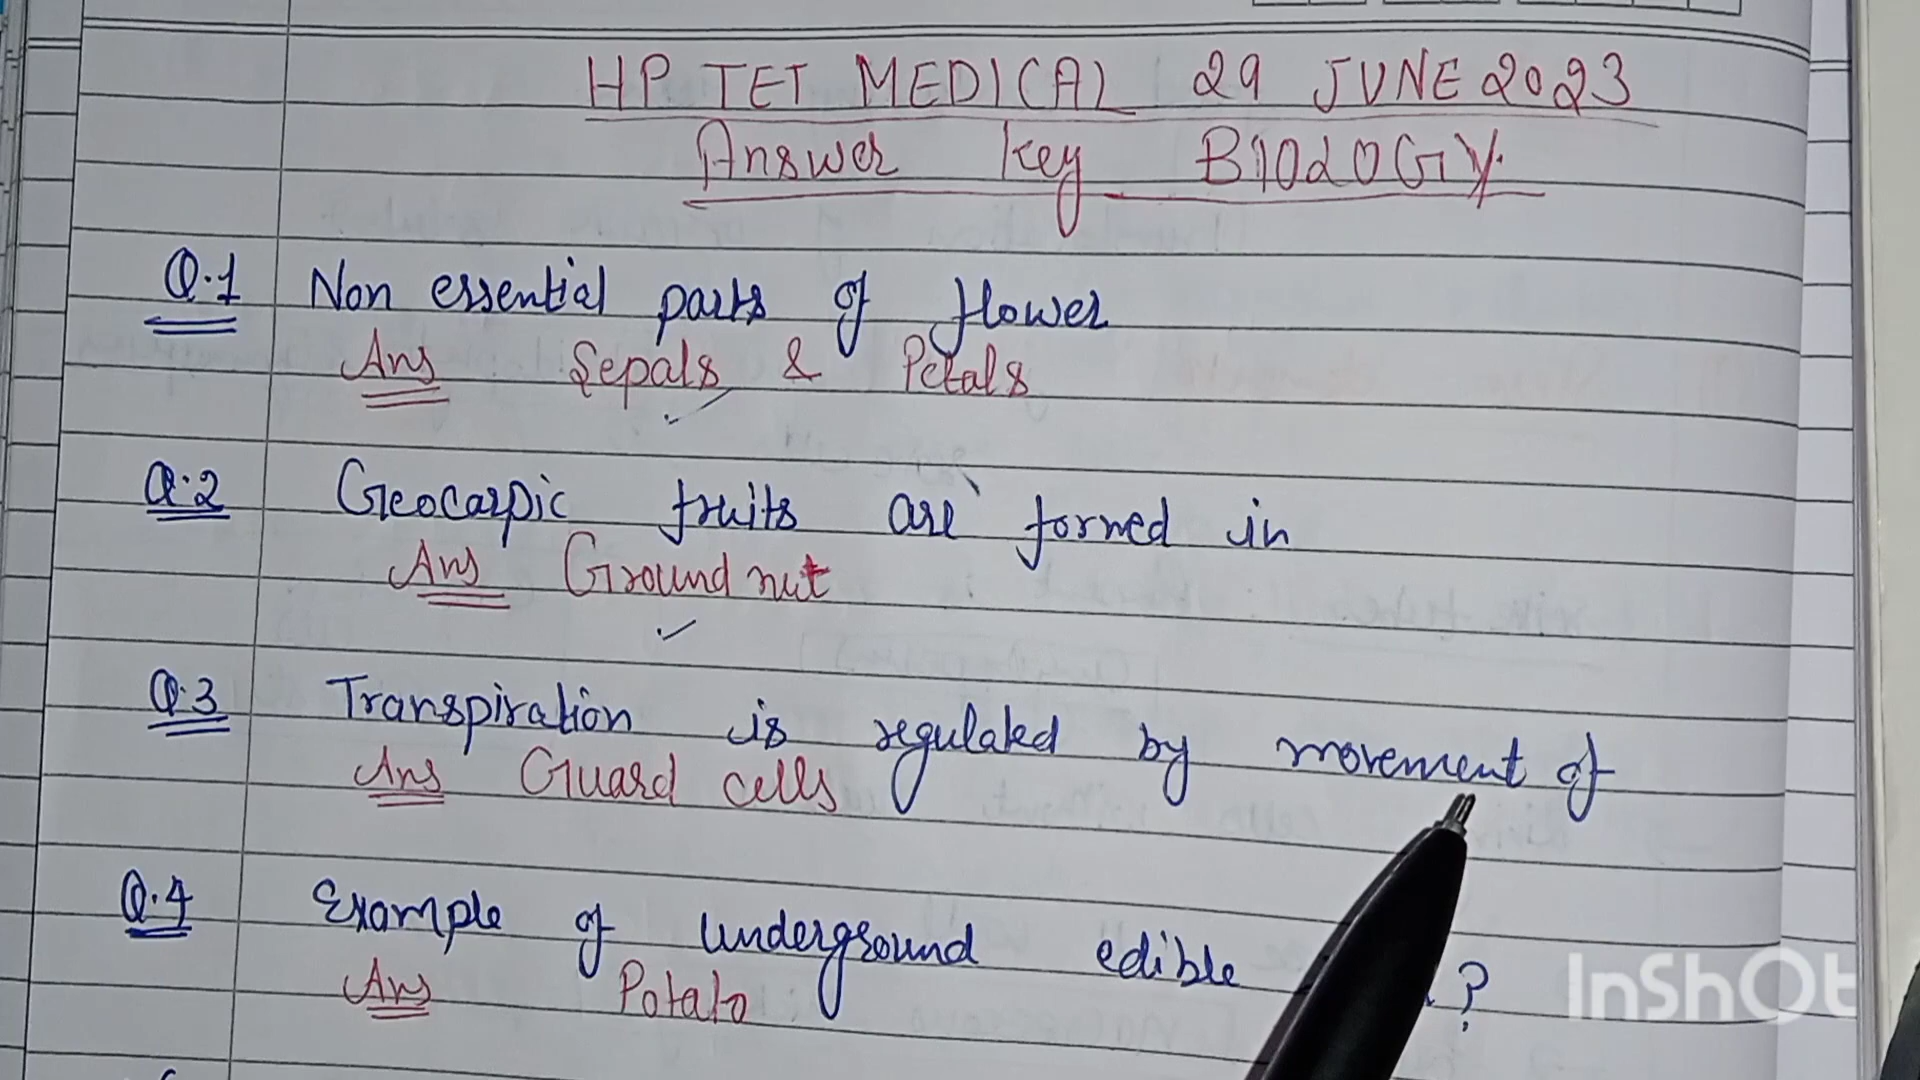 HP TET MEDICAL 29 JUNE 2023
Answer key BIOLOGY.
Q.1 Non essential parts of flower
Ans Sepals & Petals
Q.2 Geocarpic fruits are formed in
Ans Ground nut
Q.3 Transpiration is regulated by movement of
Ans Guard cells
Q.4 Example of underground edible ?
Ans Potato
InShOt